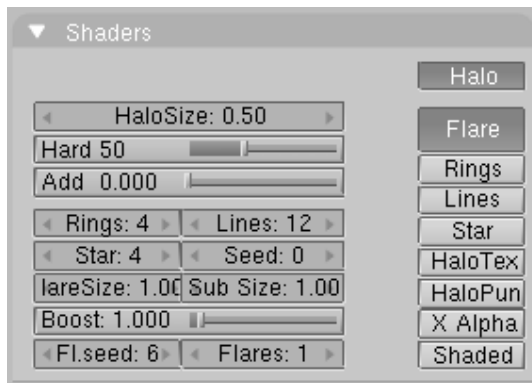 Shaders
Halo
HaloSize: 0.50
Flare
Hard 50
Rings
Add 0.000
Lines
Rings: 4 Lines: 12
Star
Star: 4 Seed: 0
HaloTex
lareSize: 1.00 Sub Size: 1.00
HaloPun
Boost: 1.000
X Alpha
Fl.seed: 6 Flares: 1
Shaded